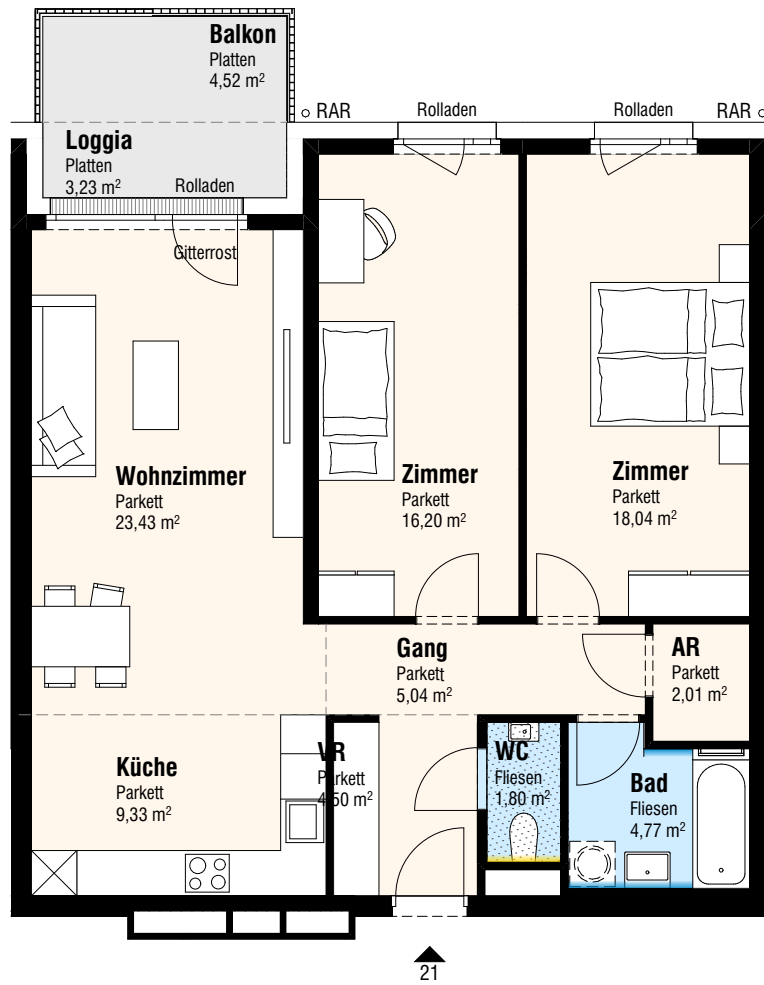 Balkon
Platten
4,52 m²
RAR
Rolladen
Rolladen
RAR
Loggia
Platten
3,23 m²
Rolladen
Gitterrost
Wohnzimmer
Parkett
23,43 m²
Zimmer
Parkett
16,20 m²
Zimmer
Parkett
18,04 m²
Gang
Parkett
5,04 m²
AR
Parkett
2,01 m²
Küche
Parkett
9,33 m²
VR
Parkett
4,50 m²
WC
Fliesen
1,80 m²
Bad
Fliesen
4,77 m²
21